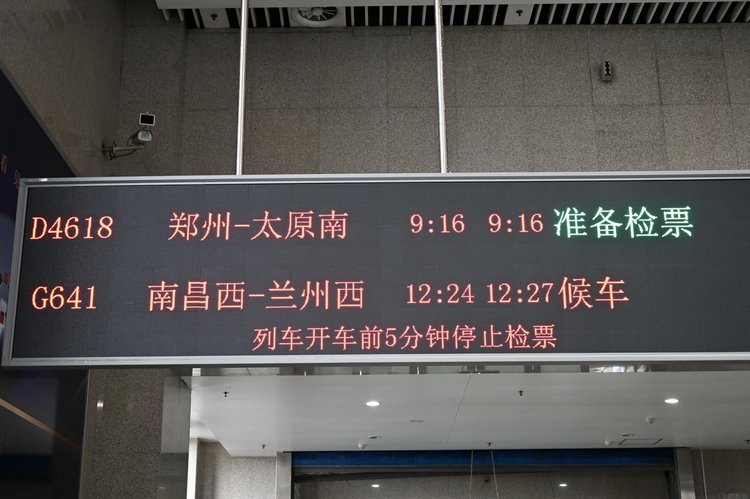 D4618 郑州-太原南 9:16 9:16 准备检票
G641 南昌西-兰州西 12:24 12:27 候车
列车开车前5分钟停止检票